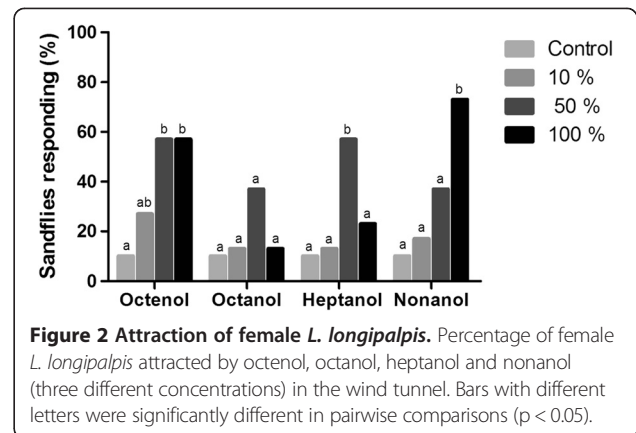 Sandflies responding (%)
100
80
60
40
20
0
a
ab
b
b
a
a
a
a
a
a
b
a
a
a
a
b
Octenol
Octanol
Heptanol
Nonanol
Control
10 %
50 %
100 %
Figure 2 Attraction of female L. longipalpis. Percentage of female
L. longipalpis attracted by octenol, octanol, heptanol and nonanol
(three different concentrations) in the wind tunnel. Bars with different
letters were significantly different in pairwise comparisons (p < 0.05).